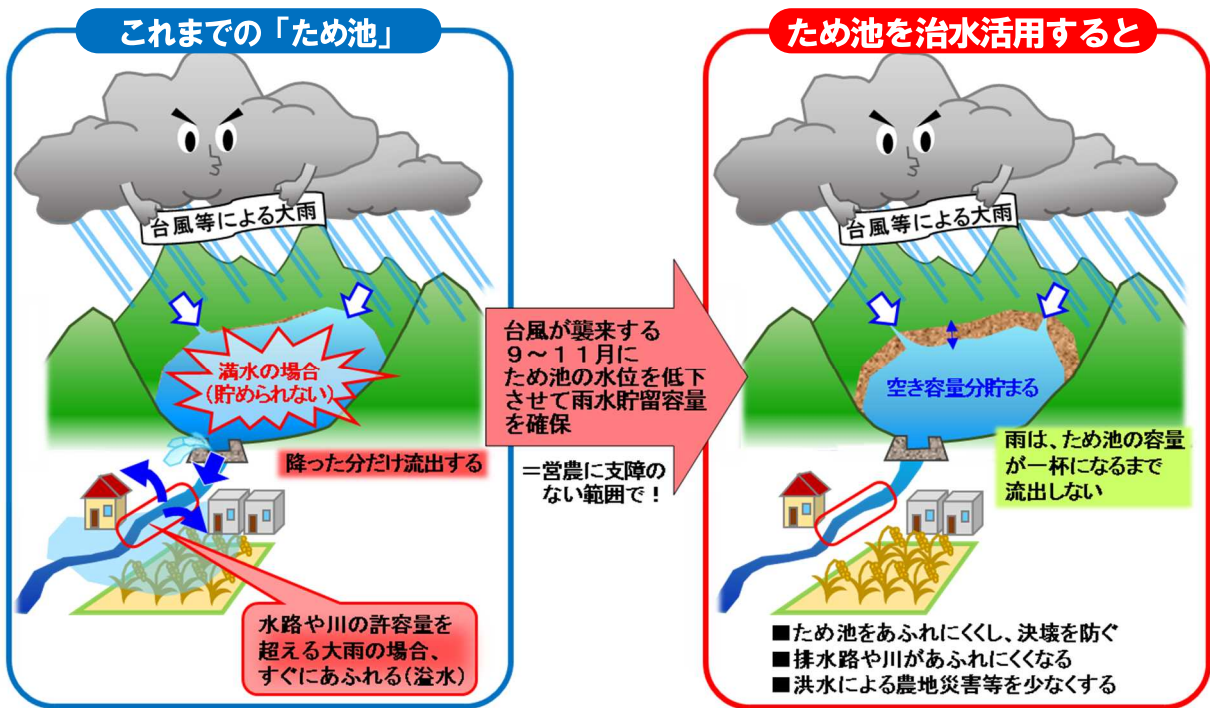 これまでの「ため池」
台風等による大雨
満水の場合
(貯められない)
降った分だけ流出する
水路や川の許容量を
超える大雨の場合、
すぐにあふれる(溢水)
台風が襲来する
9～11月に
ため池の水位を低下
させて雨水貯留容量
を確保
＝営農に支障の
ない範囲で！
ため池を治水活用すると
台風等による大雨
空き容量分貯まる
雨は、ため池の容量
が一杯になるまで
流出しない
■ため池をあふれにくくし、決壊を防ぐ
■排水路や川があふれにくくなる
■洪水による農地災害等を少なくする